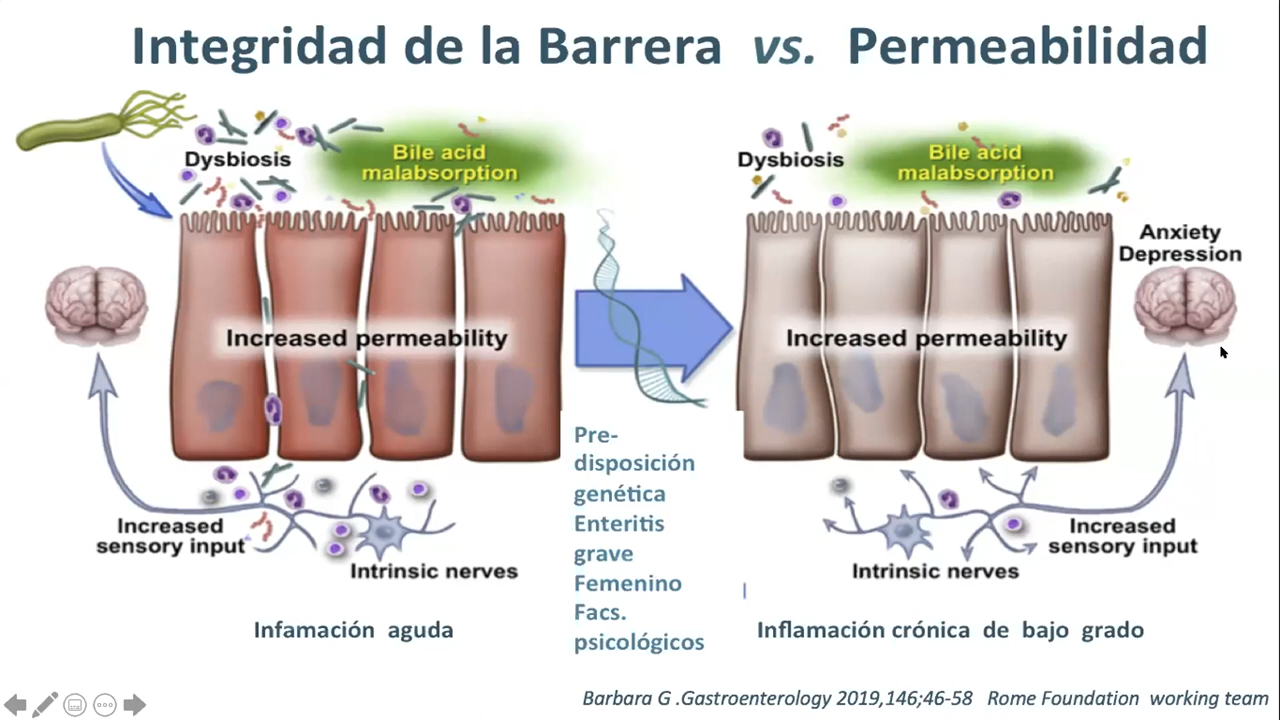 Integridad de la Barrera vs. Permeabilidad
Dysbiosis
Bile acid
malabsorption
Increased permeability
Increased
sensory input
Intrinsic nerves
Infamación aguda
Pre-
disposición
genética
Enteritis
grave
Femenino
Facs.
psicológicos
Dysbiosis
Bile acid
malabsorption
Anxiety
Depression
Increased permeability
Increased
sensory input
Intrinsic nerves
Inflamación crónica de bajo grado
Barbara G .Gastroenterology 2019,146;46-58 Rome Foundation working team